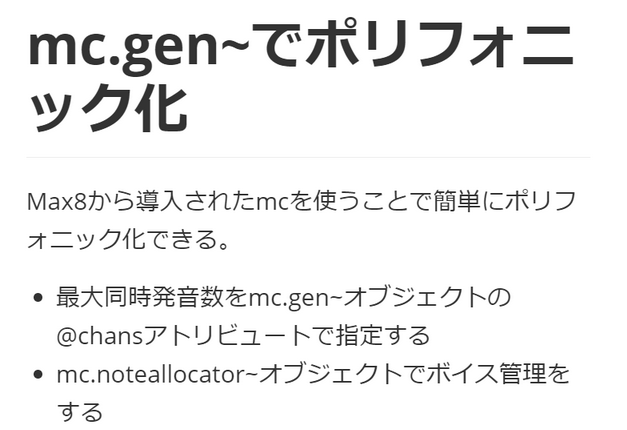 mc.gen~でポリフォニ
ック化
Max8から導入されたmcを使うことで簡単にポリフ
ォニック化できる。
• 最大同時発音数をmc.gen~オブジェクトの
@chansアトリビュートで指定する
• mc.noteallocator~オブジェクトでボイス管理を
する